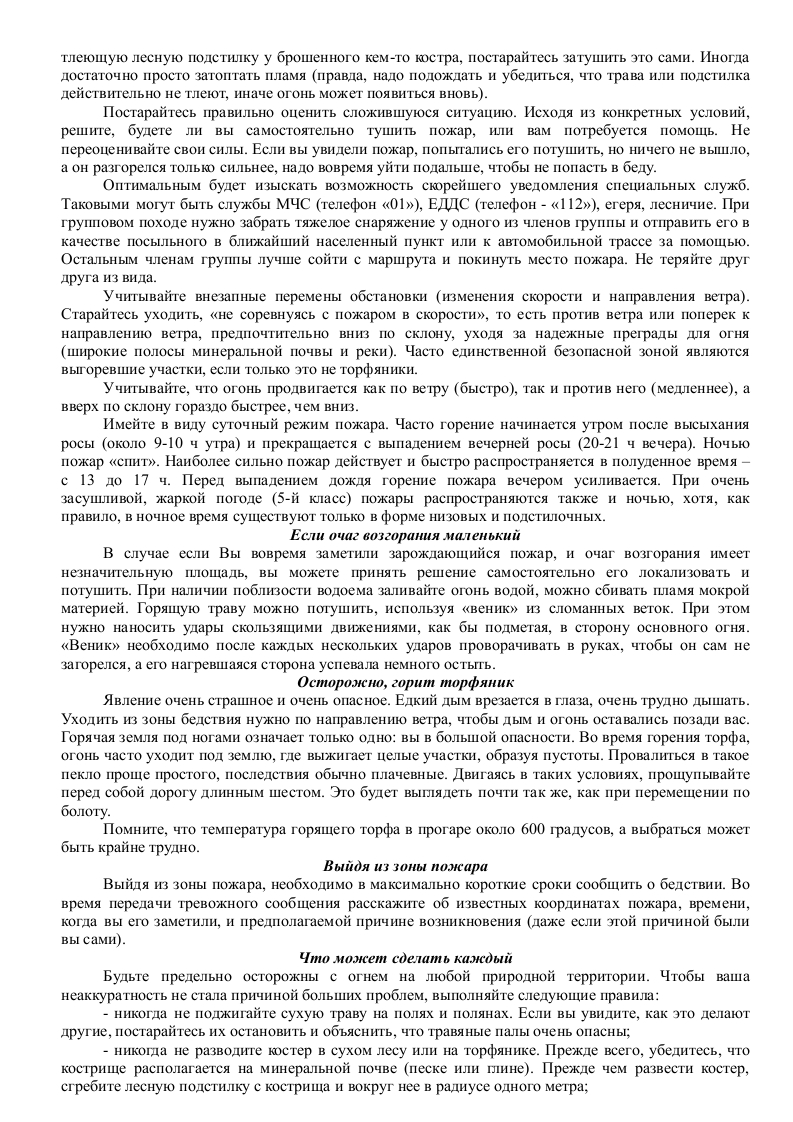 тлеющую лесную подстилку у брошенного кем-то костра, постарайтесь затушить это сами. Иногда
достаточно просто затоптать пламя (правда, надо подождать и убедиться, что трава или подстилка
действительно не тлеют, иначе огонь может появиться вновь).
Постарайтесь правильно оценить сложившуюся ситуацию. Исходя из конкретных условий,
решите, будете ли вы самостоятельно тушить пожар, или вам потребуется помощь. Не
переоценивайте свои силы. Если вы увидели пожар, попытались его потушить, но ничего не вышло,
а он разгорелся только сильнее, надо вовремя уйти подальше, чтобы не попасть в беду.
Оптимальным будет изыскать возможность скорейшего уведомления специальных служб.
Таковыми могут быть службы МЧС (телефон «01»), ЕДДС (телефон - «112»), егеря, лесничие. При
групповом походе нужно забрать тяжелое снаряжение у одного из членов группы и отправить его в
качестве посыльного в ближайший населенный пункт или к автомобильной трассе за помощью.
Остальным членам группы лучше сойти с маршрута и покинуть место пожара. Не теряйте друг
друга из вида.
Учитывайте внезапные перемены обстановки (изменения скорости и направления ветра).
Старайтесь уходить, «не соревнуясь с пожаром в скорости», то есть против ветра или поперек к
направлению ветра, предпочтительно вниз по склону, уходя за надежные преграды для огня
(широкие полосы минеральной почвы и реки). Часто единственной безопасной зоной являются
выгоревшие участки, если только это не торфяники.
Учитывайте, что огонь продвигается как по ветру (быстро), так и против него (медленнее), а
вверх по склону гораздо быстрее, чем вниз.
Имейте в виду суточный режим пожара. Часто горение начинается утром после высыхания
росы (около 9-10 ч утра) и прекращается с выпадением вечерней росы (20-21 ч вечера). Ночью
пожар «спит». Наиболее сильно пожар действует и быстро распространяется в полуденное время –
с 13 до 17 ч. Перед выпадением дождя горение пожара вечером усиливается. При очень
засушливой, жаркой погоде (5-й класс) пожары распространяются также и ночью, хотя, как
правило, в ночное время существуют только в форме низовых и подстилочных.
Если очаг возгорания маленький
В случае если Вы вовремя заметили зарождающийся пожар, и очаг возгорания имеет
незначительную площадь, вы можете принять решение самостоятельно его локализовать и
потушить. При наличии поблизости водоема заливайте огонь водой, можно сбивать пламя мокрой
материей. Горящую траву можно потушить, используя «веник» из сломанных веток. При этом
нужно наносить удары скользящими движениями, как бы подметая, в сторону основного огня.
«Веник» необходимо после каждых нескольких ударов проворачивать в руках, чтобы он сам не
загорелся, а его нагревшаяся сторона успевала немного остыть.
Осторожно, горит торфяник
Явление очень страшное и очень опасное. Едкий дым врезается в глаза, очень трудно дышать.
Уходить из зоны бедствия нужно по направлению ветра, чтобы дым и огонь оставались позади вас.
Горячая земля под ногами означает только одно: вы в большой опасности. Во время горения торфа,
огонь часто уходит под землю, где выжигает целые участки, образуя пустоты. Провалиться в такое
пекло проще простого, последствия обычно плачевные. Двигаясь в таких условиях, прощупывайте
перед собой дорогу длинным шестом. Это будет выглядеть почти так же, как при перемещении по
болоту.
Помните, что температура горящего торфа в прогаре около 600 градусов, а выбраться может
быть крайне трудно.
Выйдя из зоны пожара
Выйдя из зоны пожара, необходимо в максимально короткие сроки сообщить о бедствии. Во
время передачи тревожного сообщения расскажите об известных координатах пожара, времени,
когда вы его заметили, и предполагаемой причине возникновения (даже если этой причиной были
вы сами).
Что может сделать каждый
Будьте предельно осторожны с огнем на любой природной территории. Чтобы ваша
неаккуратность не стала причиной больших проблем, выполняйте следующие правила:
- никогда не поджигайте сухую траву на полях и полянах. Если вы увидите, как это делают
другие, постарайтесь их остановить и объяснить, что травяные палы очень опасны;
- никогда не разводите костер в сухом лесу или на торфянике. Прежде всего, убедитесь, что
кострище располагается на минеральной почве (песке или глине). Прежде чем развести костер,
сгребите лесную подстилку с кострища и вокруг нее в радиусе одного метра;